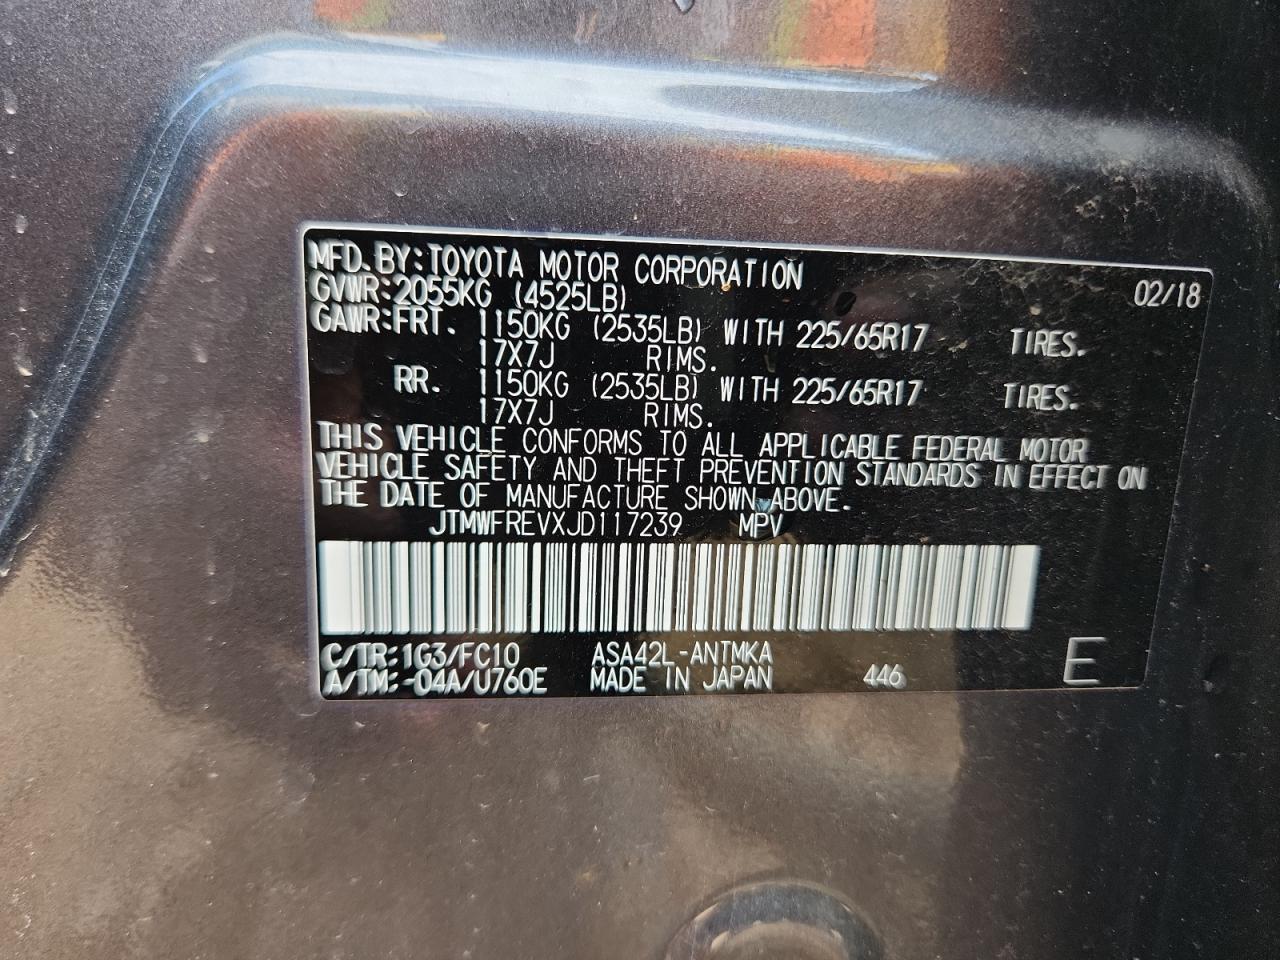 MFD. BY: TOYOTA MOTOR CORPORATION 02/18
GVWR: 2055KG (4525LB)
GAWR: FRT. 1150KG (2535LB) WITH 225/65R17 TIRES.
17X7J RIMS.
RR. 1150KG (2535LB) WITH 225/65R17 TIRES.
17X7J RIMS.
THIS VEHICLE CONFORMS TO ALL APPLICABLE FEDERAL MOTOR
VEHICLE SAFETY AND THEFT PREVENTION STANDARDS IN EFFECT ON
THE DATE OF MANUFACTURE SHOWN ABOVE.
JTMWFREVXJD117239 MPV
C/TR: 1G3/FC10 ASA42L-ANTMKA
A/TM: -04A/U760E MADE IN JAPAN 446 E